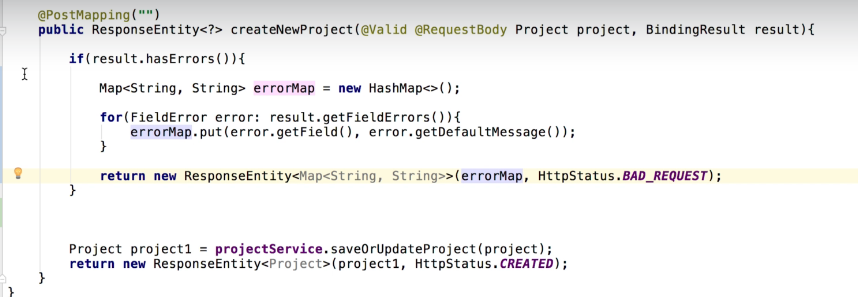 @PostMapping("")
public ResponseEntity<?> createNewProject(@Valid @RequestBody Project project, BindingResult result){
if(result.hasErrors()){
Map<String, String> errorMap = new HashMap<>();
for(FieldError error: result.getFieldErrors()){
errorMap.put(error.getField(), error.getDefaultMessage());
}
return new ResponseEntity<Map<String, String>>(errorMap, HttpStatus.BAD_REQUEST);
}
Project project1 = projectService.saveOrUpdateProject(project);
return new ResponseEntity<Project>(project1, HttpStatus.CREATED);
}
}